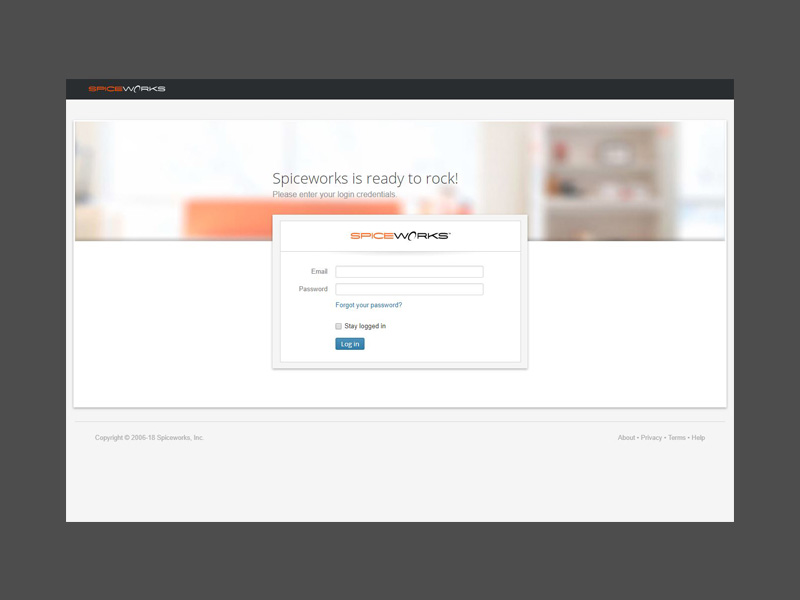 SPICEWORKS
Spiceworks is ready to rock!
Please enter your login credentials.
SPICEWORKS
Email
Password
Forgot your password?
Stay logged in
Log in
Copyright © 2006-18 Spiceworks, Inc.
About • Privacy • Terms • Help